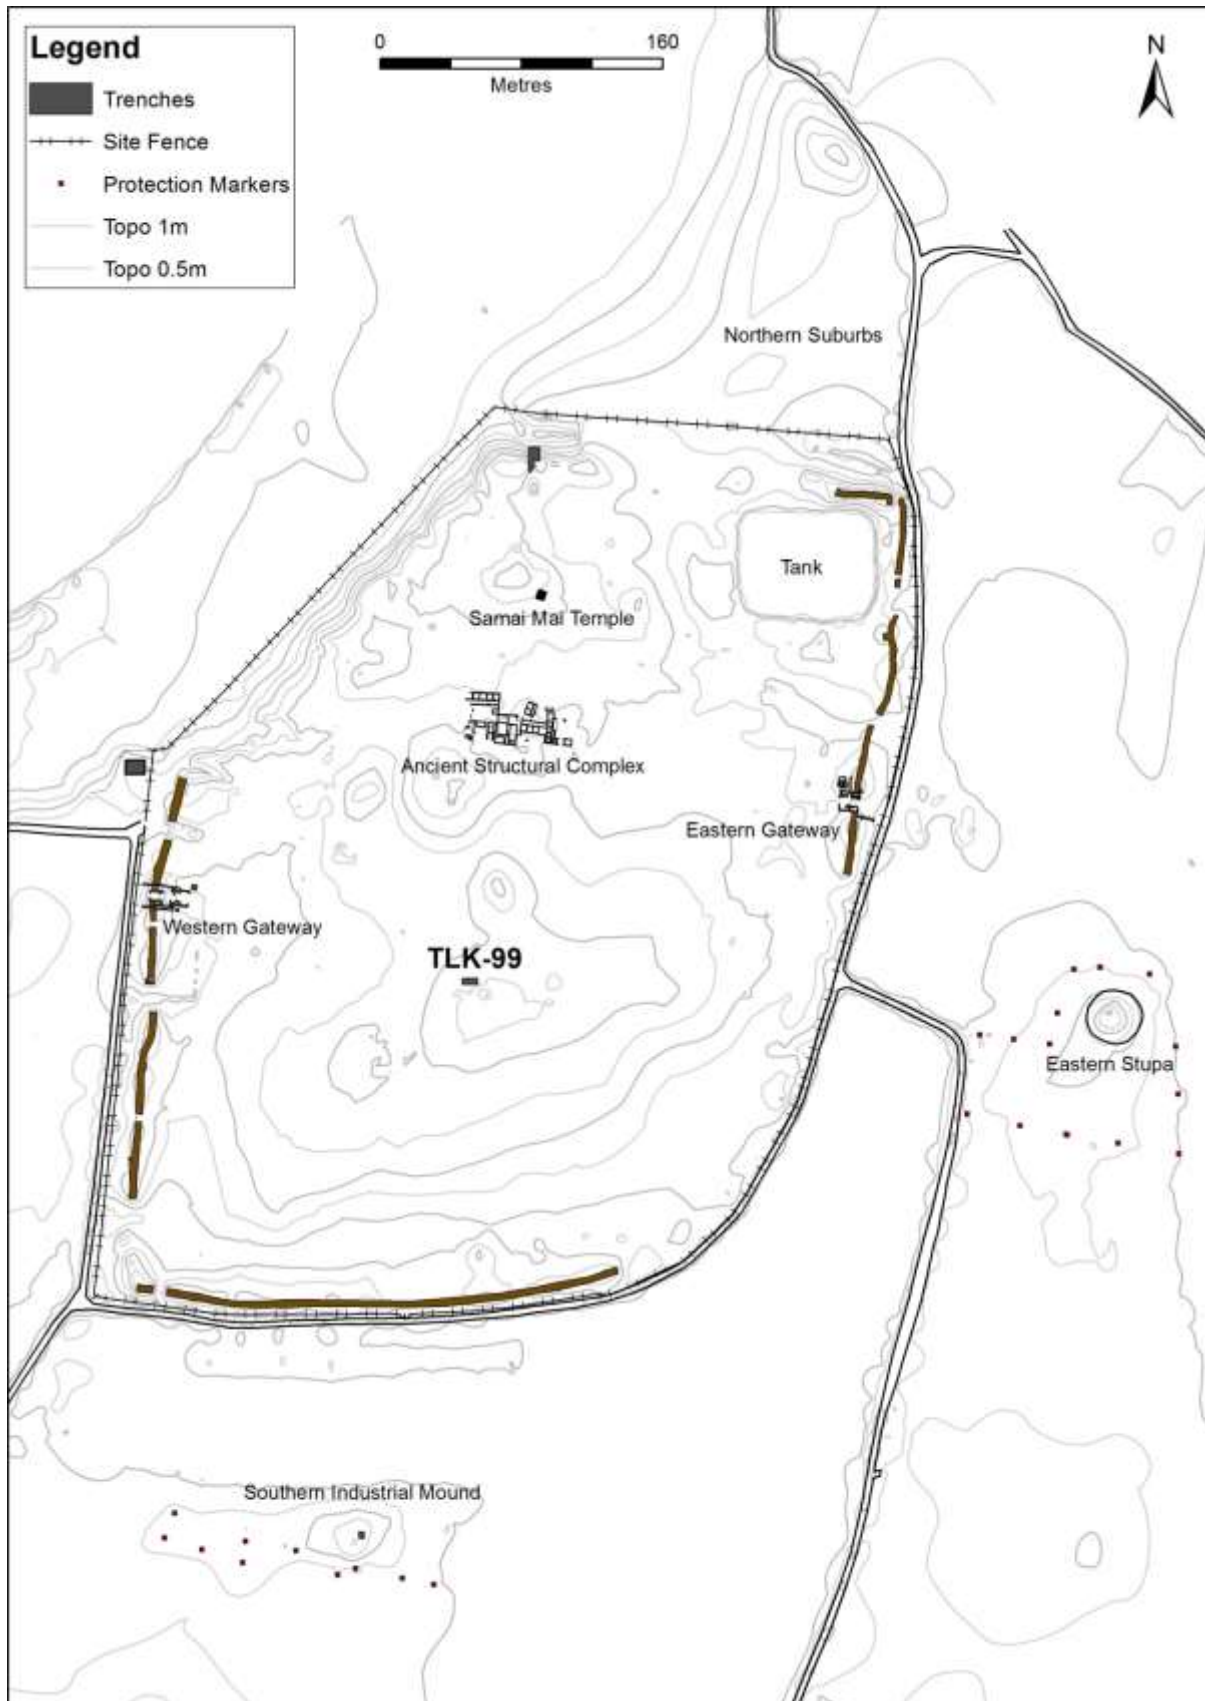 Legend
Trenches
Site Fence
Protection Markers
Topo 1m
Topo 0.5m
0 160
Metres
N
Northern Suburbs
Tank
Samai Mai Temple
Ancient Structural Complex
Eastern Gateway
Western Gateway
TLK-99
Eastern Stupa
Southern Industrial Mound